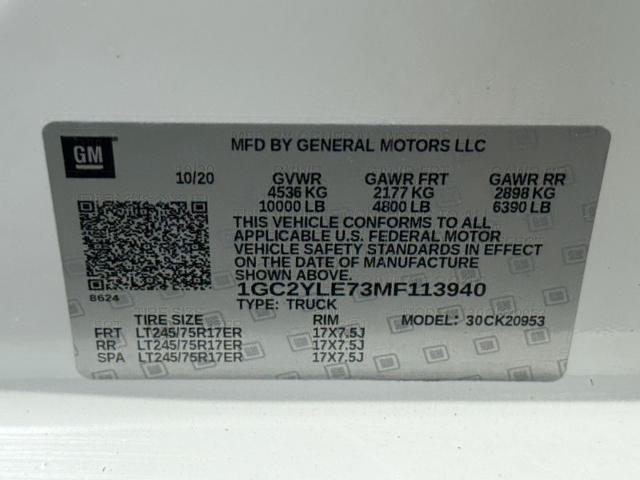 GM
MFD BY GENERAL MOTORS LLC
10/20 GVWR GAWR FRT GAWR RR
4536 KG 2177 KG 2898 KG
10000 LB 4800 LB 6390 LB
THIS VEHICLE CONFORMS TO ALL
APPLICABLE U.S. FEDERAL MOTOR
VEHICLE SAFETY STANDARDS IN EFFECT
ON THE DATE OF MANUFACTURE
SHOWN ABOVE.
8624 1GC2YLE73MF113940
TYPE: TRUCK
TIRE SIZE RIM MODEL: 30CK20953
FRT LT245/75R17ER 17X7.5J
RR LT245/75R17ER 17X7.5J
SPA LT245/75R17ER 17X7.5J